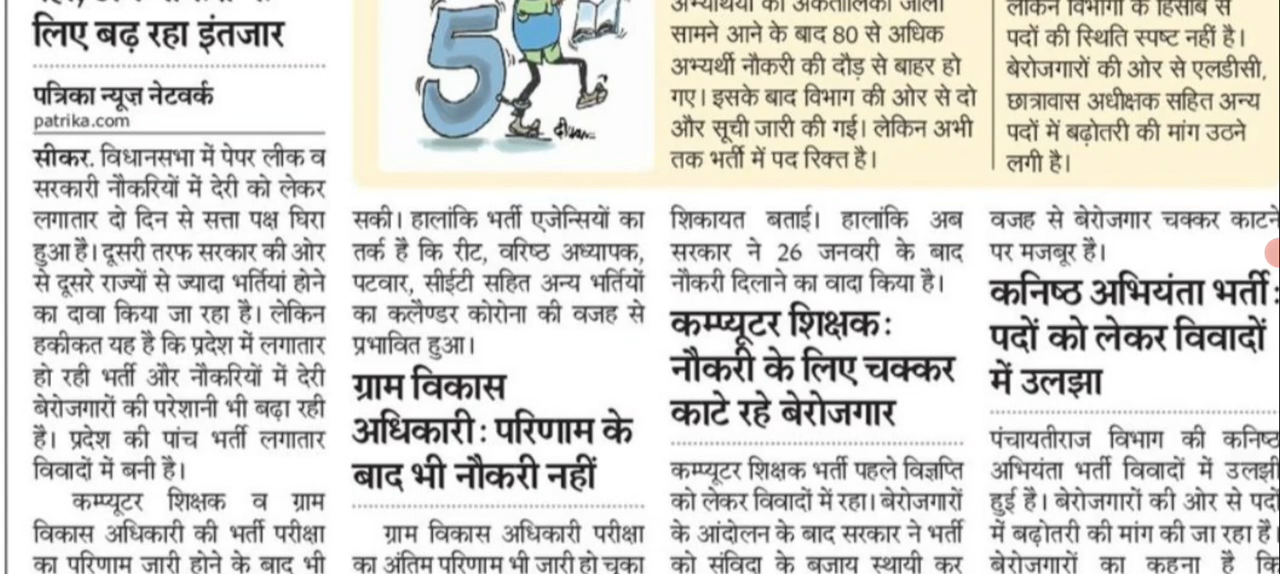 लिए बढ़ रहा इंतजार
पत्रिका न्यूज़ नेटवर्क
patrika.com
सीकर. विधानसभा में पेपर लीक व
सरकारी नौकरियों में देरी को लेकर
लगातार दो दिन से सत्ता पक्ष घिरा
हुआ है। दूसरी तरफ सरकार की ओर
से दूसरे राज्यों से ज्यादा भर्तियां होने
का दावा किया जा रहा है। लेकिन
हकीकत यह है कि प्रदेश में लगातार
हो रही भर्ती और नौकरियों में देरी
बेरोजगारों की परेशानी भी बढ़ा रही
है। प्रदेश की पांच भर्ती लगातार
विवादों में बनी है।
कम्प्यूटर शिक्षक व ग्राम
विकास अधिकारी की भर्ती परीक्षा
का परिणाम जारी होने के बाद भी
5
सामने आने के बाद 80 से अधिक
अभ्यर्थी नौकरी की दौड़ से बाहर हो
गए। इसके बाद विभाग की ओर से दो
और सूची जारी की गई। लेकिन अभी
तक भर्ती में पद रिक्त है।
लेकिन विभागों के हिसाब से
पदों की स्थिति स्पष्ट नहीं है।
बेरोजगारों की ओर से एलडीसी,
छात्रावास अधीक्षक सहित अन्य
पदों में बढ़ोतरी की मांग उठने
लगी है।
सकी। हालांकि भर्ती एजेन्सियों का
तर्क है कि रीट, वरिष्ठ अध्यापक,
पटवार, सीईटी सहित अन्य भर्तियों
का कलैण्डर कोरोना की वजह से
प्रभावित हुआ।
ग्राम विकास
अधिकारी: परिणाम के
बाद भी नौकरी नहीं
ग्राम विकास अधिकारी परीक्षा
का अंतिम परिणाम भी जारी हो चुका
शिकायत बताई। हालांकि अब
सरकार ने 26 जनवरी के बाद
नौकरी दिलाने का वादा किया है।
कम्प्यूटर शिक्षक:
नौकरी के लिए चक्कर
काटे रहे बेरोजगार
कम्प्यूटर शिक्षक भर्ती पहले विज्ञप्ति
को लेकर विवादों में रहा। बेरोजगारों
के आंदोलन के बाद सरकार ने भर्ती
को संविदा के बजाय स्थायी कर
वजह से बेरोजगार चक्कर काटने
पर मजबूर है।
कनिष्ठ अभियंता भर्ती:
पदों को लेकर विवादों
में उलझा
पंचायतीराज विभाग की कनिष्ठ
अभियंता भर्ती विवादों में उलझी
हुई है। बेरोजगारों की ओर से पदों
में बढ़ोतरी की मांग की जा रहा है।
बेरोजगारों का कहना है कि